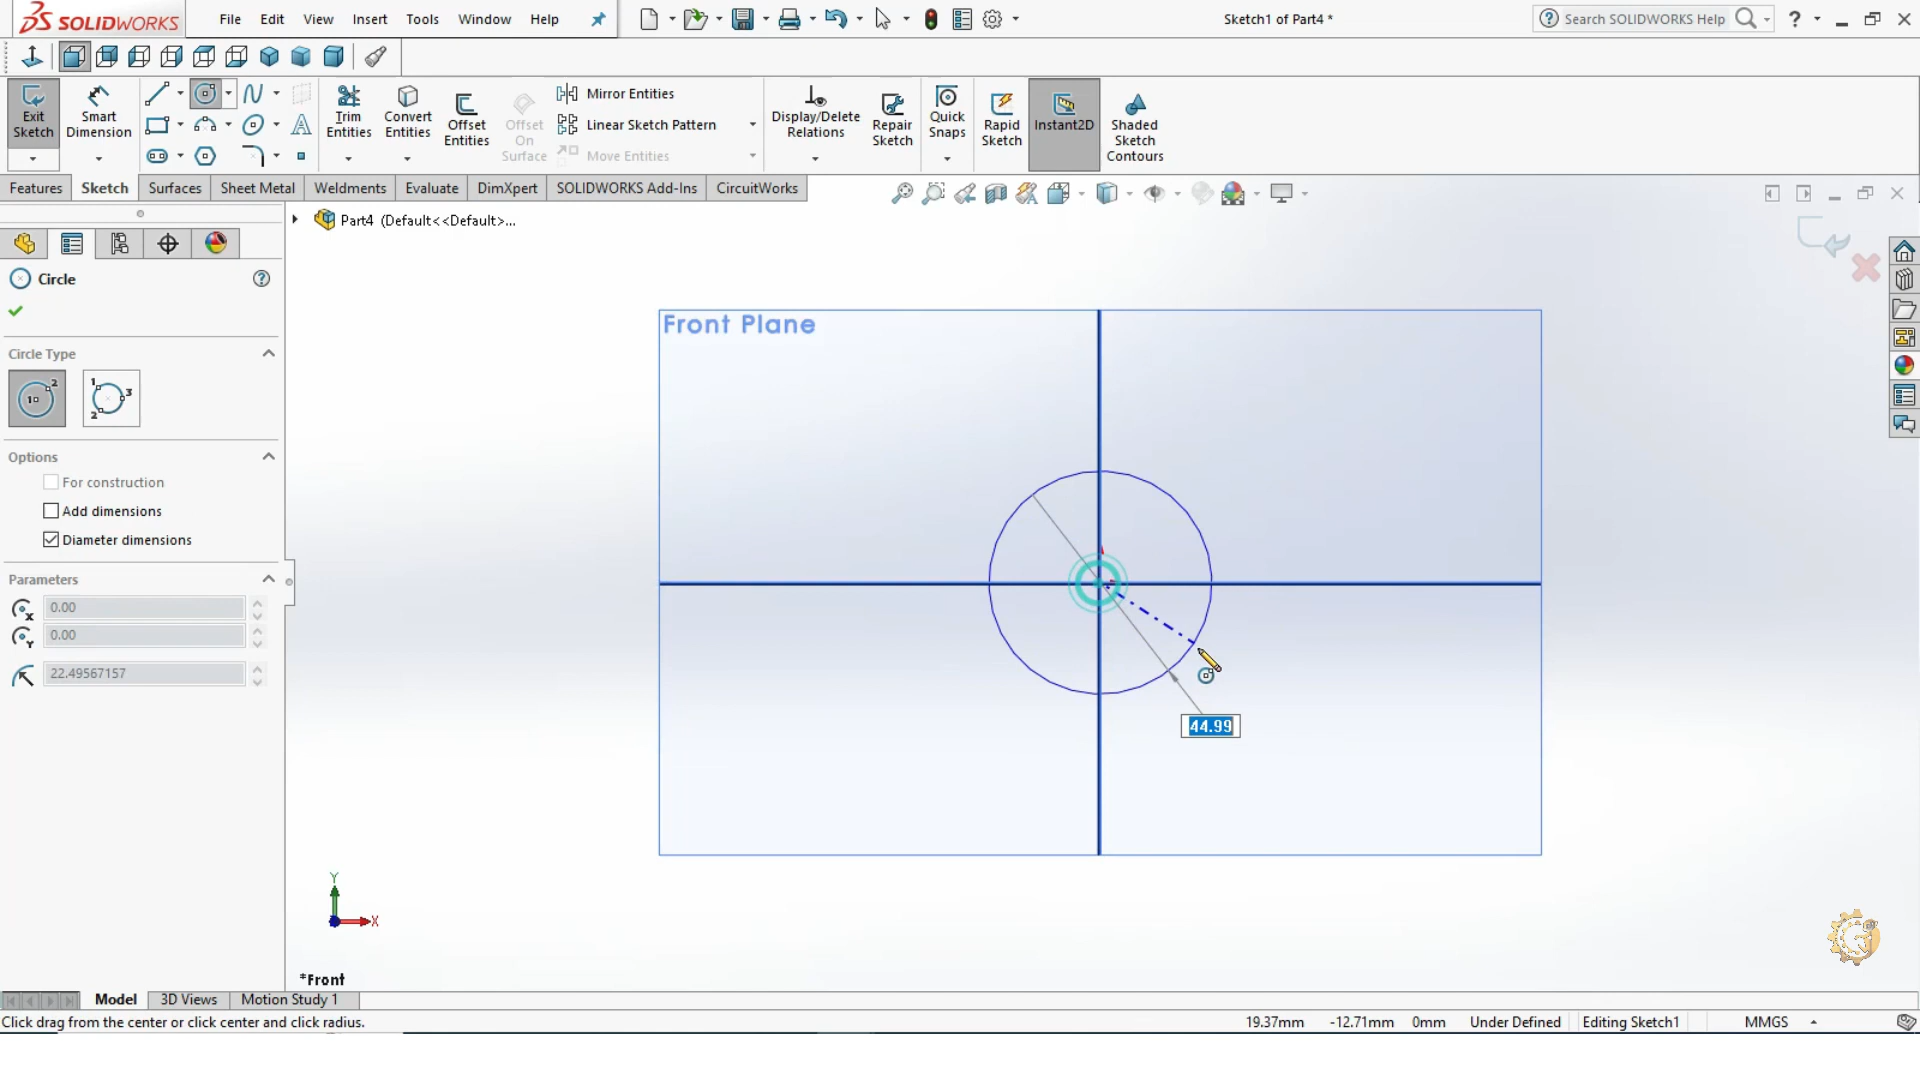 SOLIDWORKS
File Edit View Insert Tools Window Help
Sketch1 of Part4 *
Search SOLIDWORKS Help
Exit Sketch
Smart Dimension
Trim Entities
Convert Entities
Offset Entities
Offset On Surface
Mirror Entities
Linear Sketch Pattern
Move Entities
Display/Delete Relations
Repair Sketch
Quick Snaps
Rapid Sketch
Instant2D
Shaded Sketch Contours
Features Sketch Surfaces Sheet Metal Weldments Evaluate DimXpert SOLIDWORKS Add-Ins CircuitWorks
Part4 (Default<<Default>...
Circle
Circle Type
Options
For construction
Add dimensions
Diameter dimensions
Parameters
0.00
0.00
22.49567157
Front Plane
44.99
Y
X
*Front
Model 3D Views Motion Study 1
Click drag from the center or click center and click radius.
19.37mm -12.71mm 0mm Under Defined Editing Sketch1 MMGS